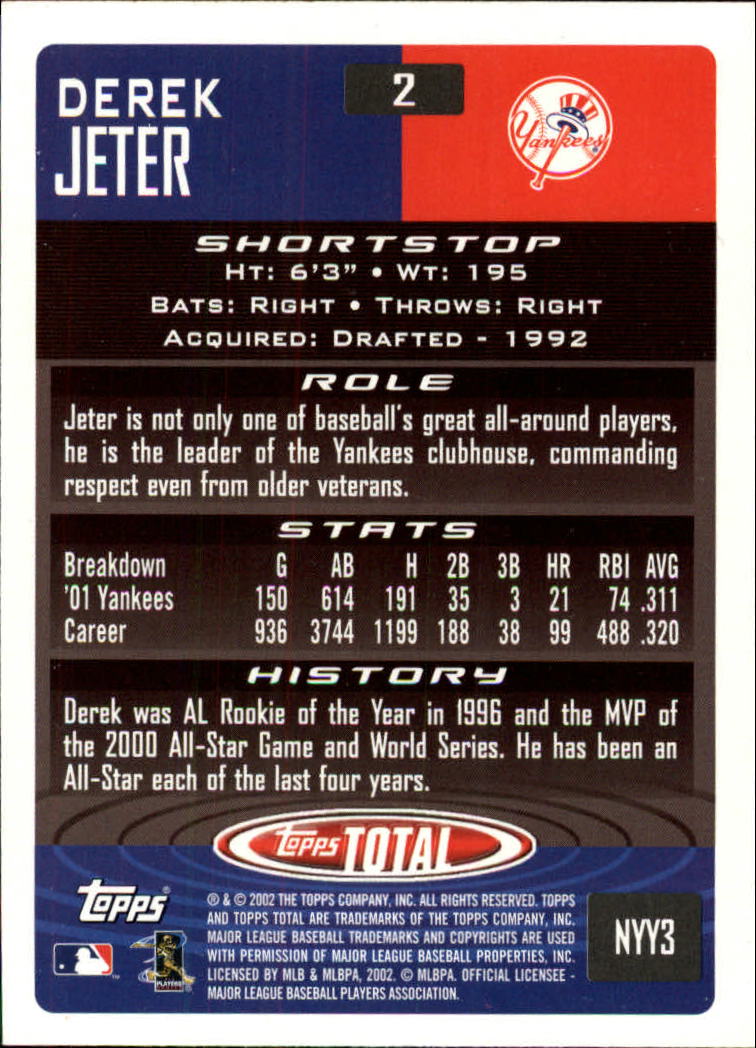 DEREK
JETER
2
Yankees
SHORTSTOP
HT: 6'3" • WT: 195
BATS: RIGHT • THROWS: RIGHT
ACQUIRED: DRAFTED - 1992
ROLE
Jeter is not only one of baseball's great all-around players,
he is the leader of the Yankees clubhouse, commanding
respect even from older veterans.
STATS
Breakdown G AB H 2B 3B HR RBI AVG
'01 Yankees 150 614 191 35 3 21 74 .311
Career 936 3744 1199 188 38 99 488 .320
HISTORY
Derek was AL Rookie of the Year in 1996 and the MVP of
the 2000 All-Star Game and World Series. He has been an
All-Star each of the last four years.
Topps TOTAL
Topps®
® & © 2002 THE TOPPS COMPANY, INC. ALL RIGHTS RESERVED. TOPPS
AND TOPPS TOTAL ARE TRADEMARKS OF THE TOPPS COMPANY, INC.
MAJOR LEAGUE BASEBALL TRADEMARKS AND COPYRIGHTS ARE USED
WITH PERMISSION OF MAJOR LEAGUE BASEBALL PROPERTIES, INC.
LICENSED BY MLB & MLBPA, 2002. © MLBPA. OFFICIAL LICENSEE -
MAJOR LEAGUE BASEBALL PLAYERS ASSOCIATION.
PLAYERS
NYY3